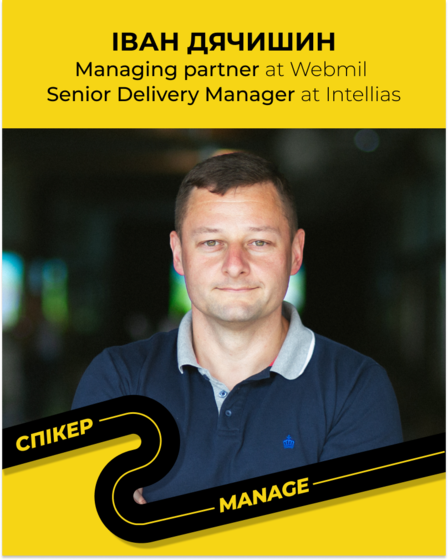 ІВАН ДЯЧИШИН
Managing partner at Webmil
Senior Delivery Manager at Intellias
СПІКЕР
MANAGE